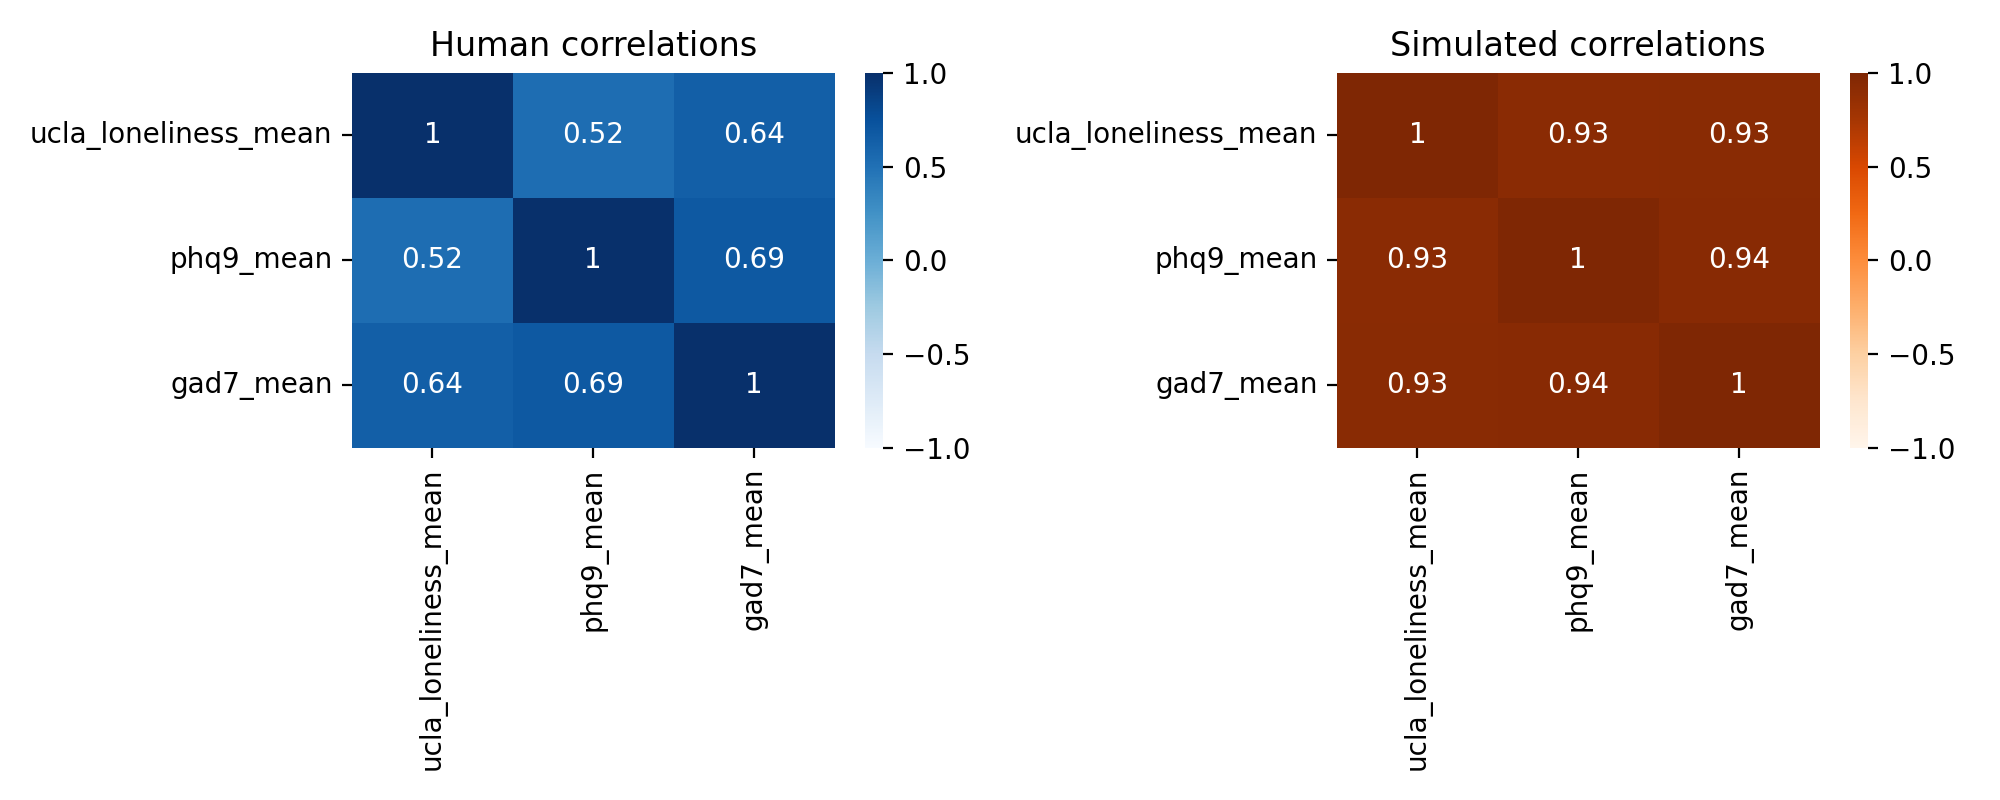 Human correlations
ucla_loneliness_mean
phq9_mean
gad7_mean
1 0.52 0.64
0.52 1 0.69
0.64 0.69 1
1.0
0.5
0.0
−0.5
−1.0
ucla_loneliness_mean
phq9_mean
gad7_mean
Simulated correlations
ucla_loneliness_mean
phq9_mean
gad7_mean
1 0.93 0.93
0.93 1 0.94
0.93 0.94 1
1.0
0.5
0.0
−0.5
−1.0
ucla_loneliness_mean
phq9_mean
gad7_mean